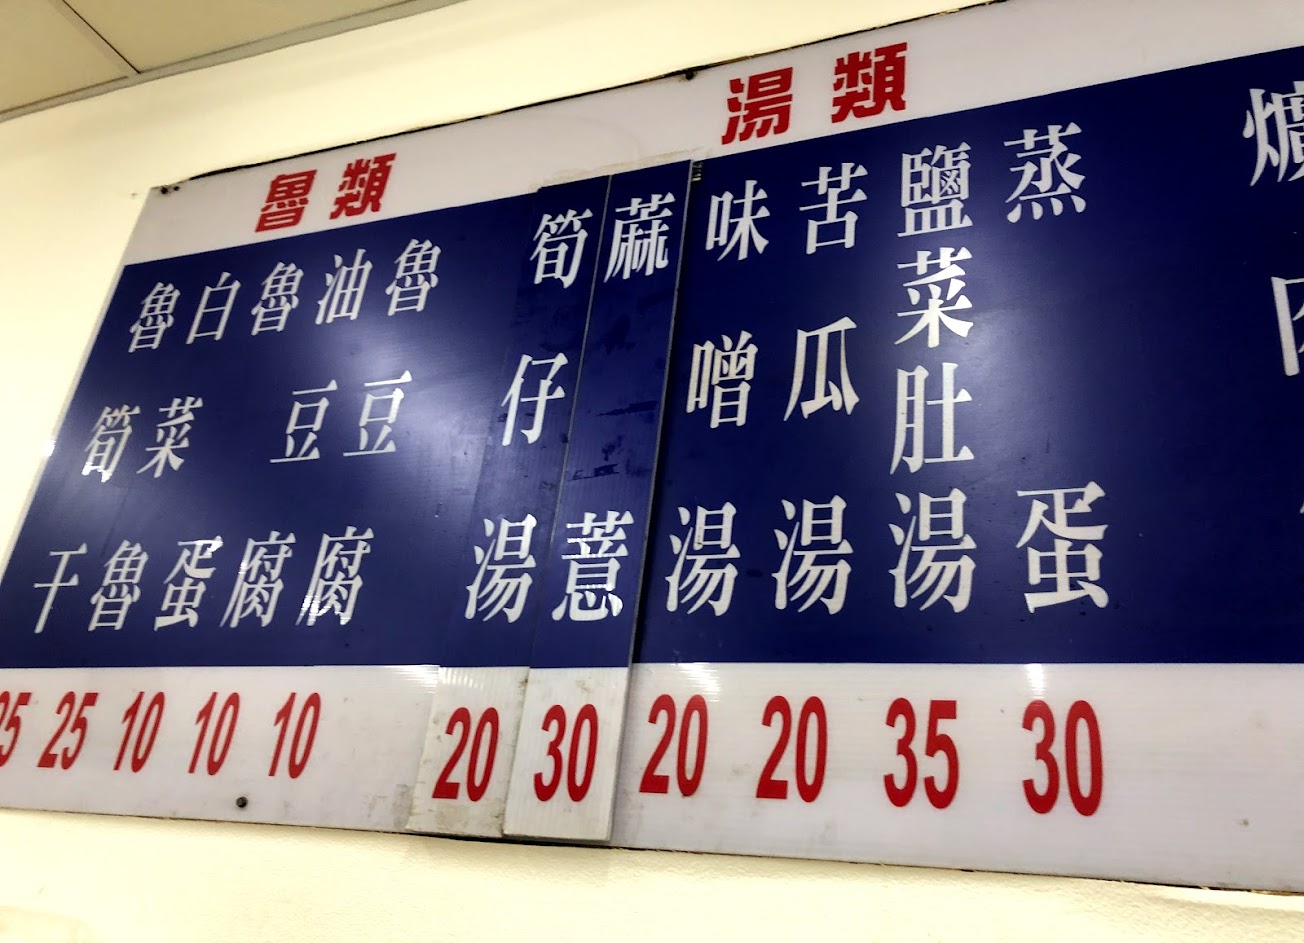 湯類
蒸蛋
30
鹽菜肚湯
35
苦瓜湯
20
味噌湯
20
蔴薏
30
筍仔湯
20
魯類
魯豆腐
10
油豆腐
10
魯蛋
10
白菜魯
25
魯筍干